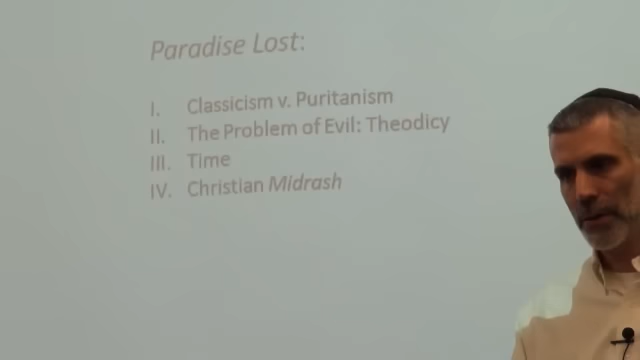 Paradise Lost:
I. Classicism v. Puritanism
II. The Problem of Evil: Theodicy
III. Time
IV. Christian Midrash